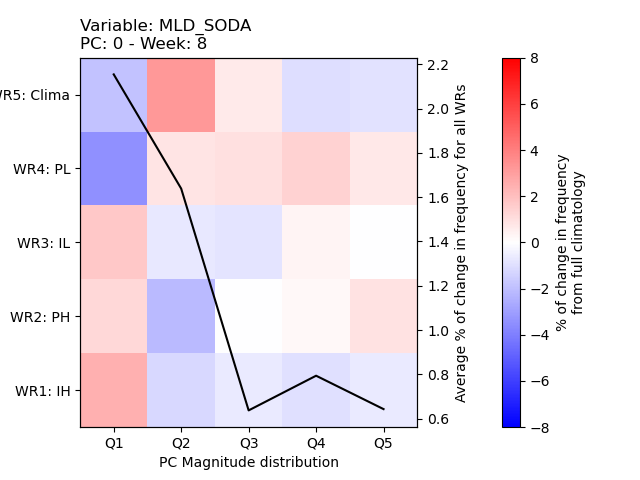 Variable: MLD_SODA
PC: 0 - Week: 8
WR5: Clima
WR4: PL
WR3: IL
WR2: PH
WR1: IH
Q1 Q2 Q3 Q4 Q5
PC Magnitude distribution
2.2
2.0
1.8
1.6
1.4
1.2
1.0
0.8
0.6
Average % of change in frequency for all WRs
8
6
4
2
0
−2
−4
−6
−8
% of change in frequency
from full climatology